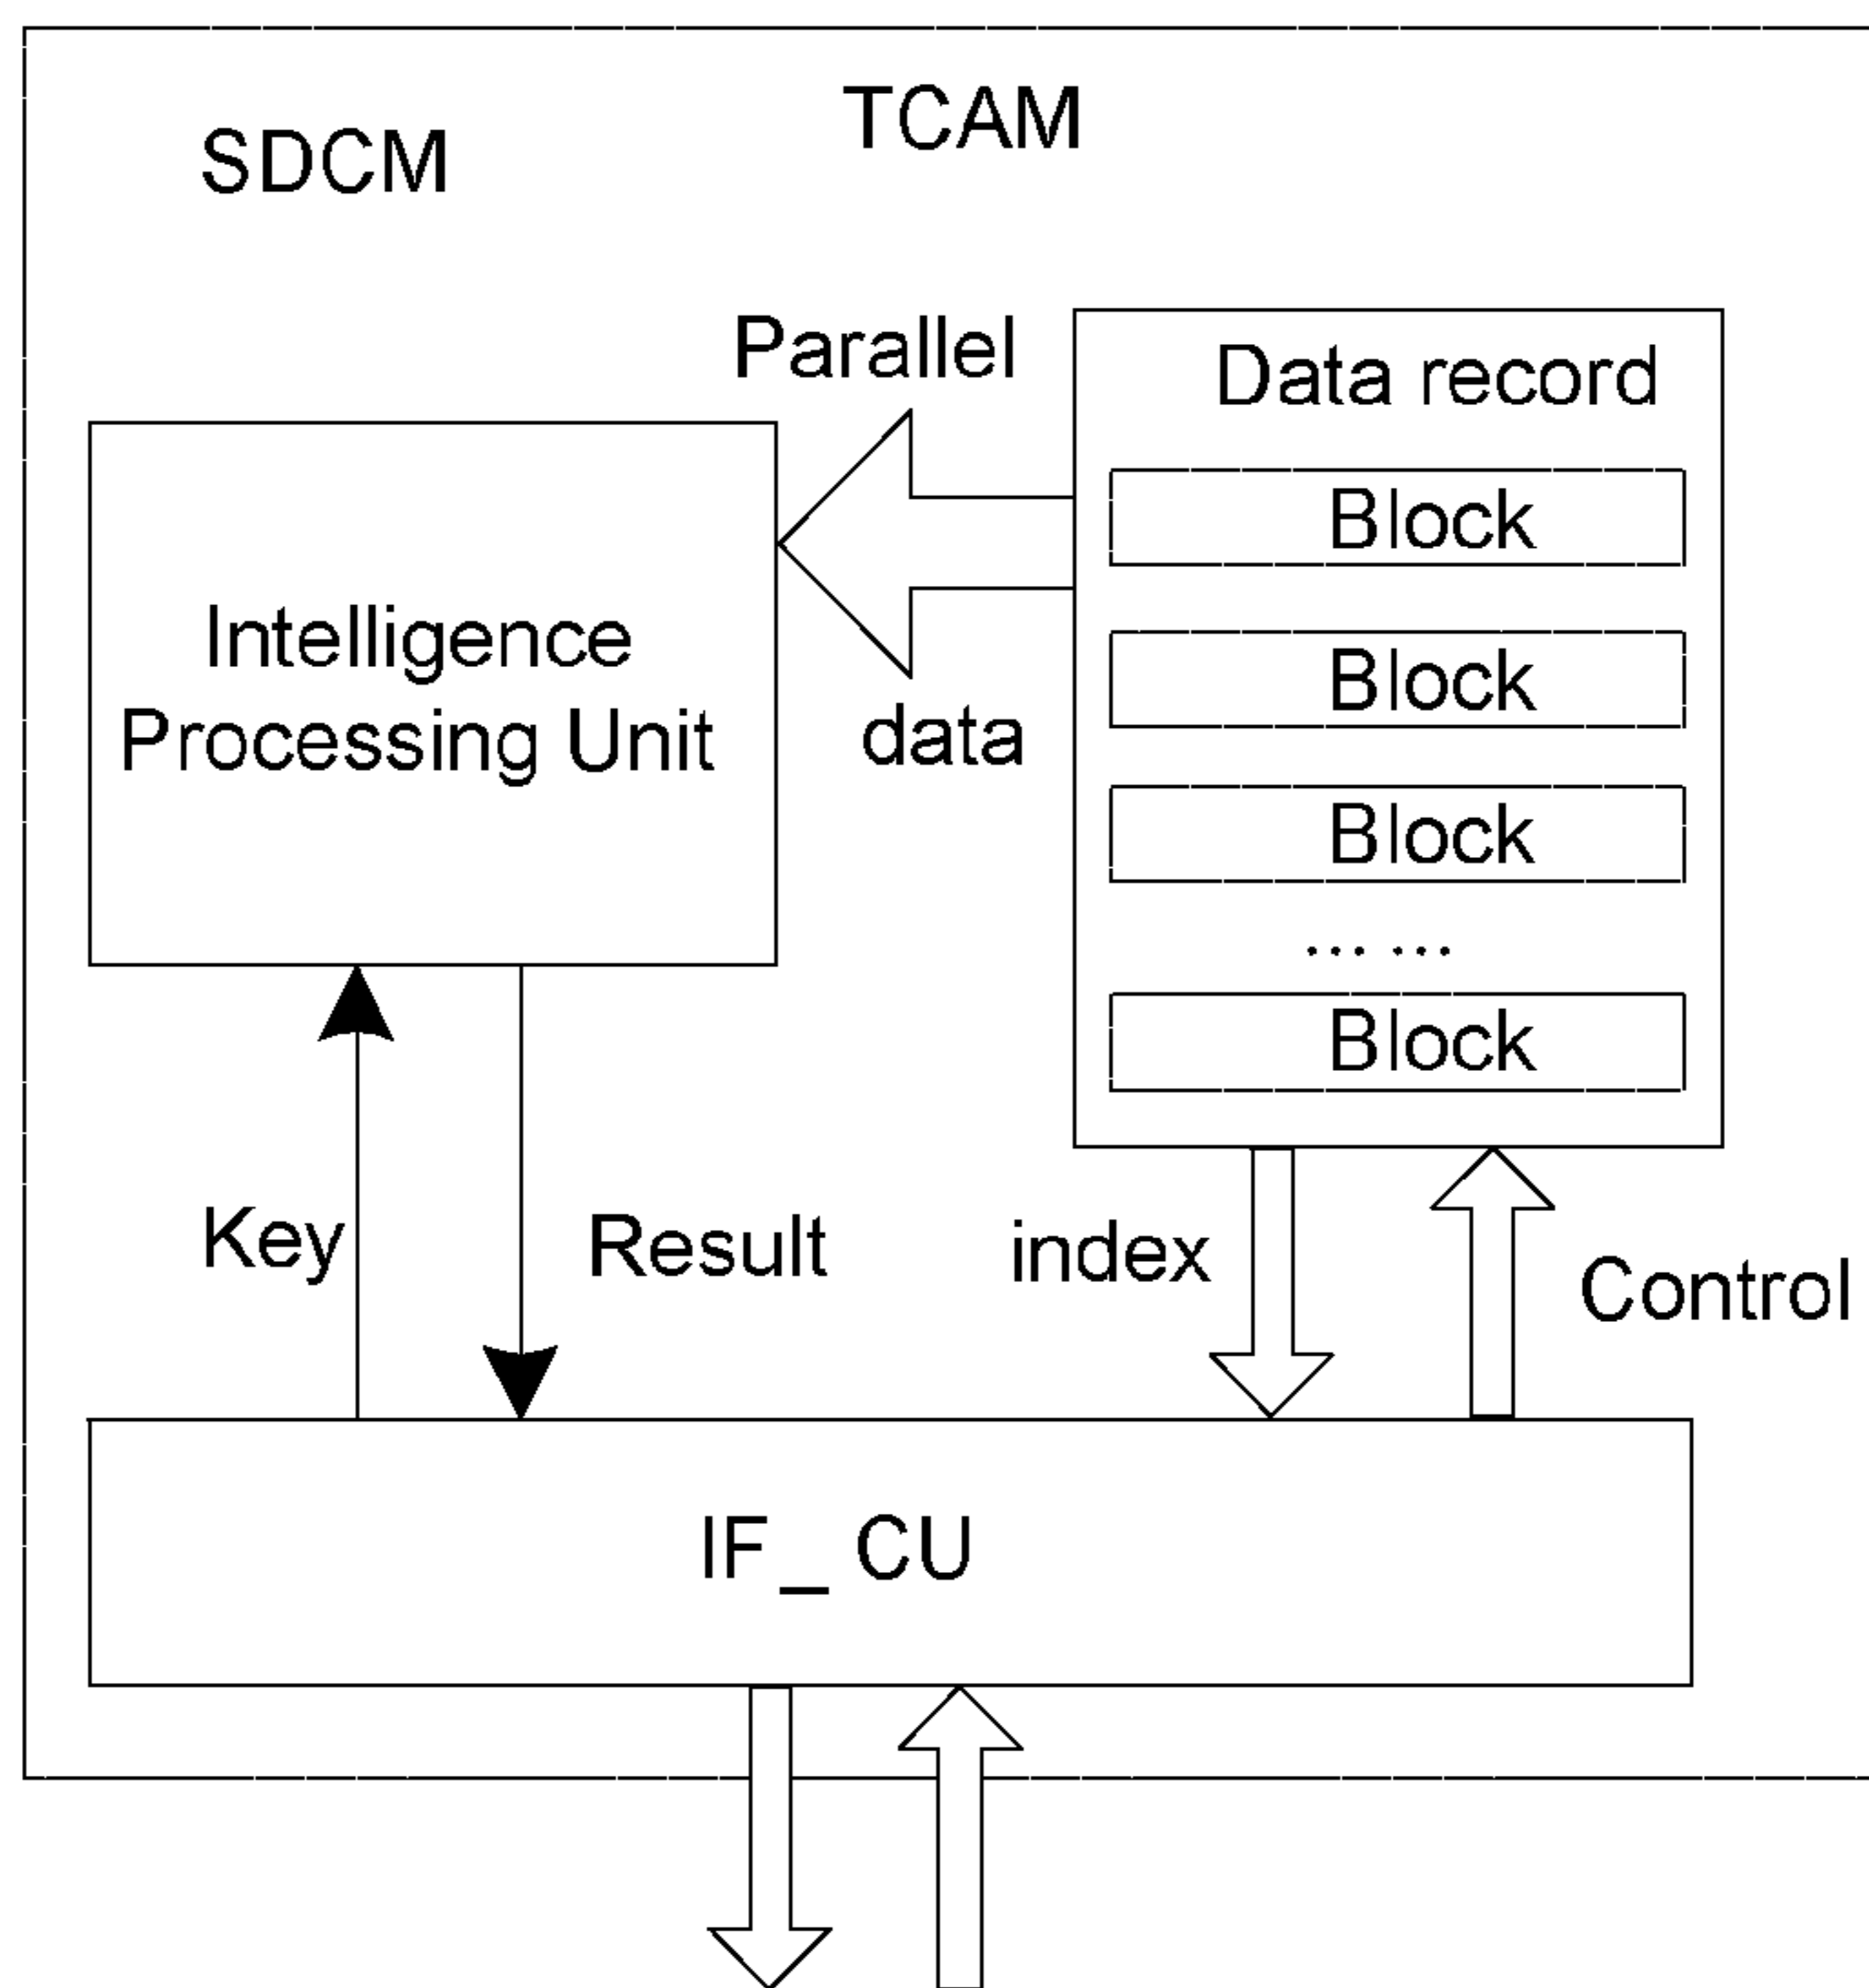 TCAM
SDCM
Parallel
Data record
Block
Intelligence
Processing Unit
Block
data
Block
... ...
Block
Key
Result
index
Control
IF_ CU